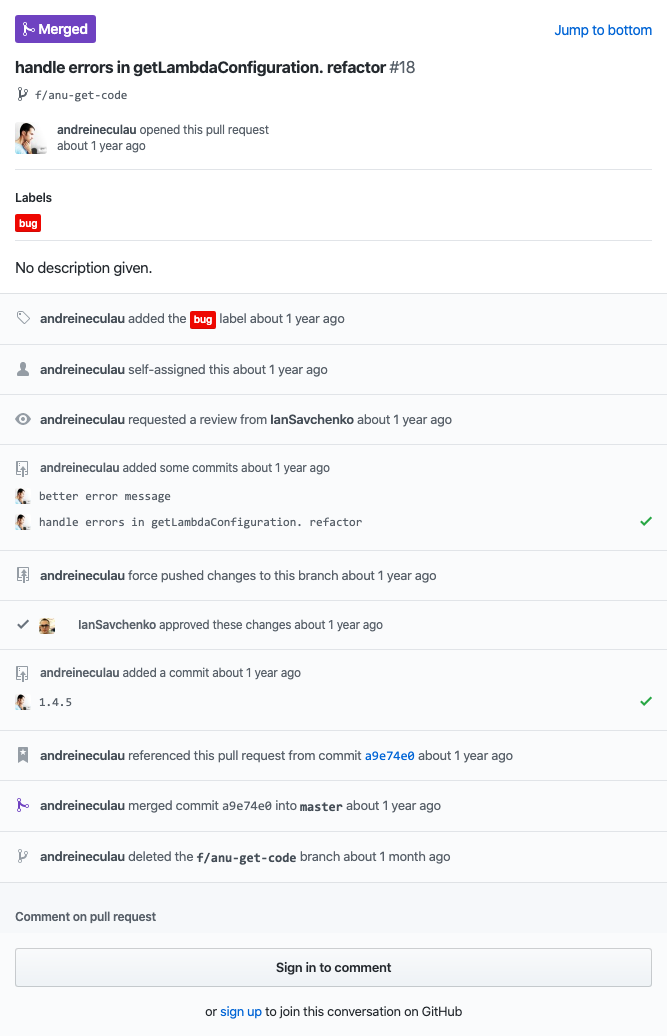 Merged
Jump to bottom
handle errors in getLambdaConfiguration. refactor #18
f/anu-get-code
andreineculau opened this pull request
about 1 year ago
Labels
bug
No description given.
andreineculau added the bug label about 1 year ago
andreineculau self-assigned this about 1 year ago
andreineculau requested a review from IanSavchenko about 1 year ago
andreineculau added some commits about 1 year ago
better error message
handle errors in getLambdaConfiguration. refactor
andreineculau force pushed changes to this branch about 1 year ago
IanSavchenko approved these changes about 1 year ago
andreineculau added a commit about 1 year ago
1.4.5
andreineculau referenced this pull request from commit a9e74e0 about 1 year ago
andreineculau merged commit a9e74e0 into master about 1 year ago
andreineculau deleted the f/anu-get-code branch about 1 month ago
Comment on pull request
Sign in to comment
or sign up to join this conversation on GitHub